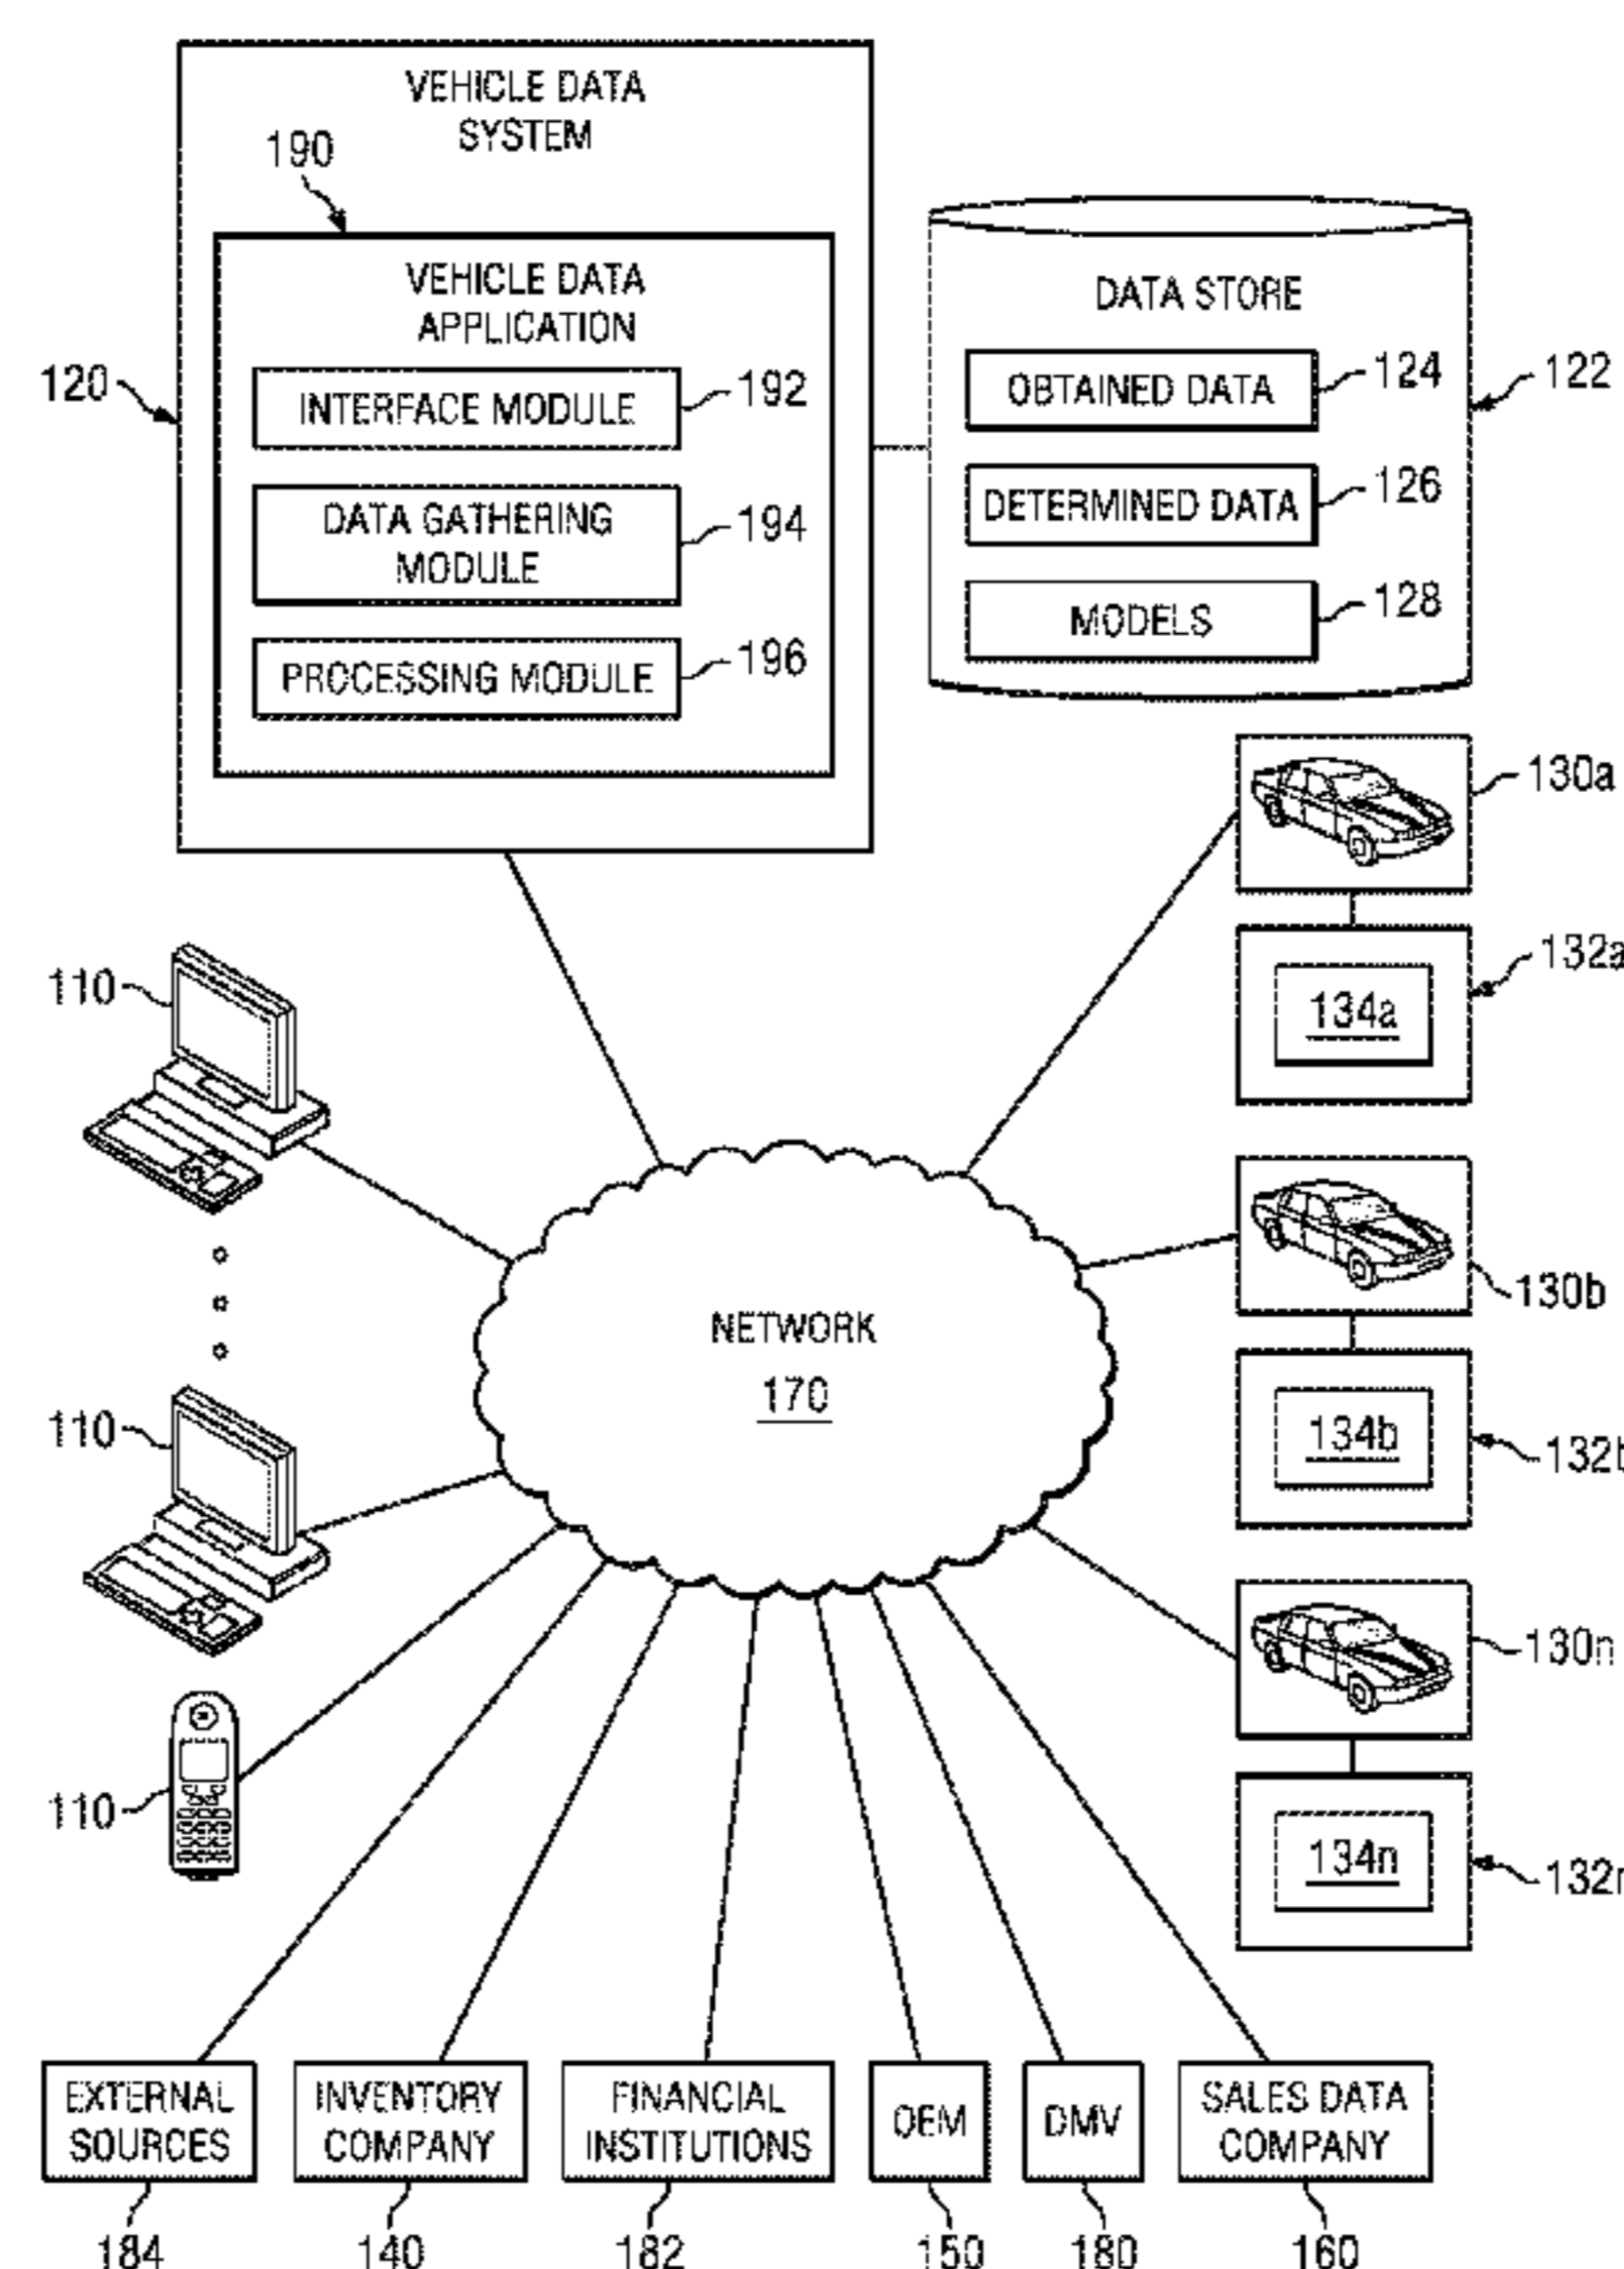 VEHICLE DATA
SYSTEM
190
VEHICLE DATA
APPLICATION
120
INTERFACE MODULE
192
DATA GATHERING
MODULE
194
PROCESSING MODULE
196
DATA STORE
OBTAINED DATA
124
122
DETERMINED DATA
126
MODELS
128
130a
132a
134a
110
130b
NETWORK
170
134b
132b
110
130n
110
134n
132n
EXTERNAL
SOURCES
INVENTORY
COMPANY
FINANCIAL
INSTITUTIONS
OEM
DMV
SALES DATA
COMPANY
184
140
182
150
180
160